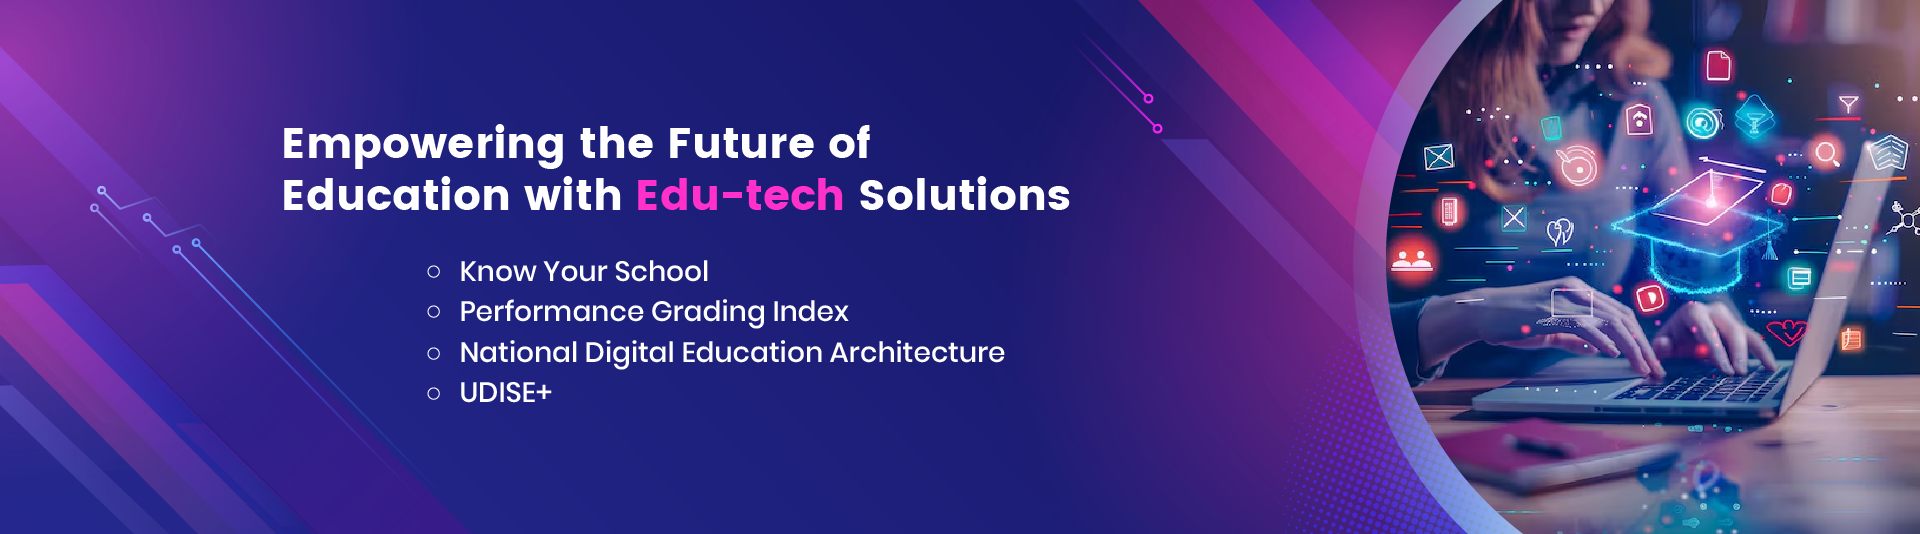 Empowering the Future of
Education with Edu-tech Solutions
Know Your School
Performance Grading Index
National Digital Education Architecture
UDISE+